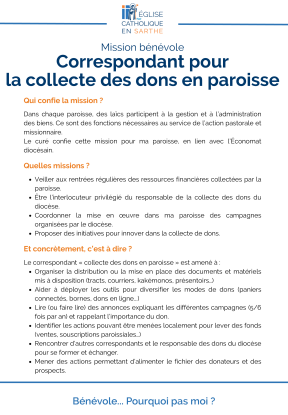 ÉGLISE
CATHOLIQUE
EN SARTHE
Mission bénévole
Correspondant pour
la collecte des dons en paroisse
Qui confie la mission ?
Dans chaque paroisse, des laïcs participent à la gestion et à l'administration
des biens. Ce sont des fonctions nécessaires au service de l'action pastorale et
missionnaire.
Le curé confie cette mission pour ma paroisse, en lien avec l'Économat
diocésain.
Quelles missions ?
• Veiller aux rentrées régulières des ressources financières collectées par la
paroisse.
• Être l'interlocuteur privilégié du responsable de la collecte des dons du
diocèse.
• Coordonner la mise en œuvre dans ma paroisse des campagnes
organisées par le diocèse.
• Proposer des initiatives pour innover dans la collecte de dons.
Et concrètement, c'est à dire ?
Le correspondant « collecte des dons en paroisse » est amené à :
• Organiser la distribution ou la mise en place des documents et matériels
mis à disposition (tracts, courriers, kakémonos, présentoirs...)
• Aider à déployer les outils pour diversifier les modes de dons (paniers
connectés, bornes, dons en ligne...)
• Lire (ou faire lire) des annonces expliquant les différentes campagnes (5/6
fois par an) et rappelant l'importance du don.
• Identifier les actions pouvant être menées localement pour lever des fonds
(ventes, souscriptions paroissiales...)
• Rencontrer d'autres correspondants et le responsable des dons du diocèse
pour se former et échanger.
• Mener des actions permettant d'alimenter le fichier des donateurs et des
prospects.
Bénévole... Pourquoi pas moi ?